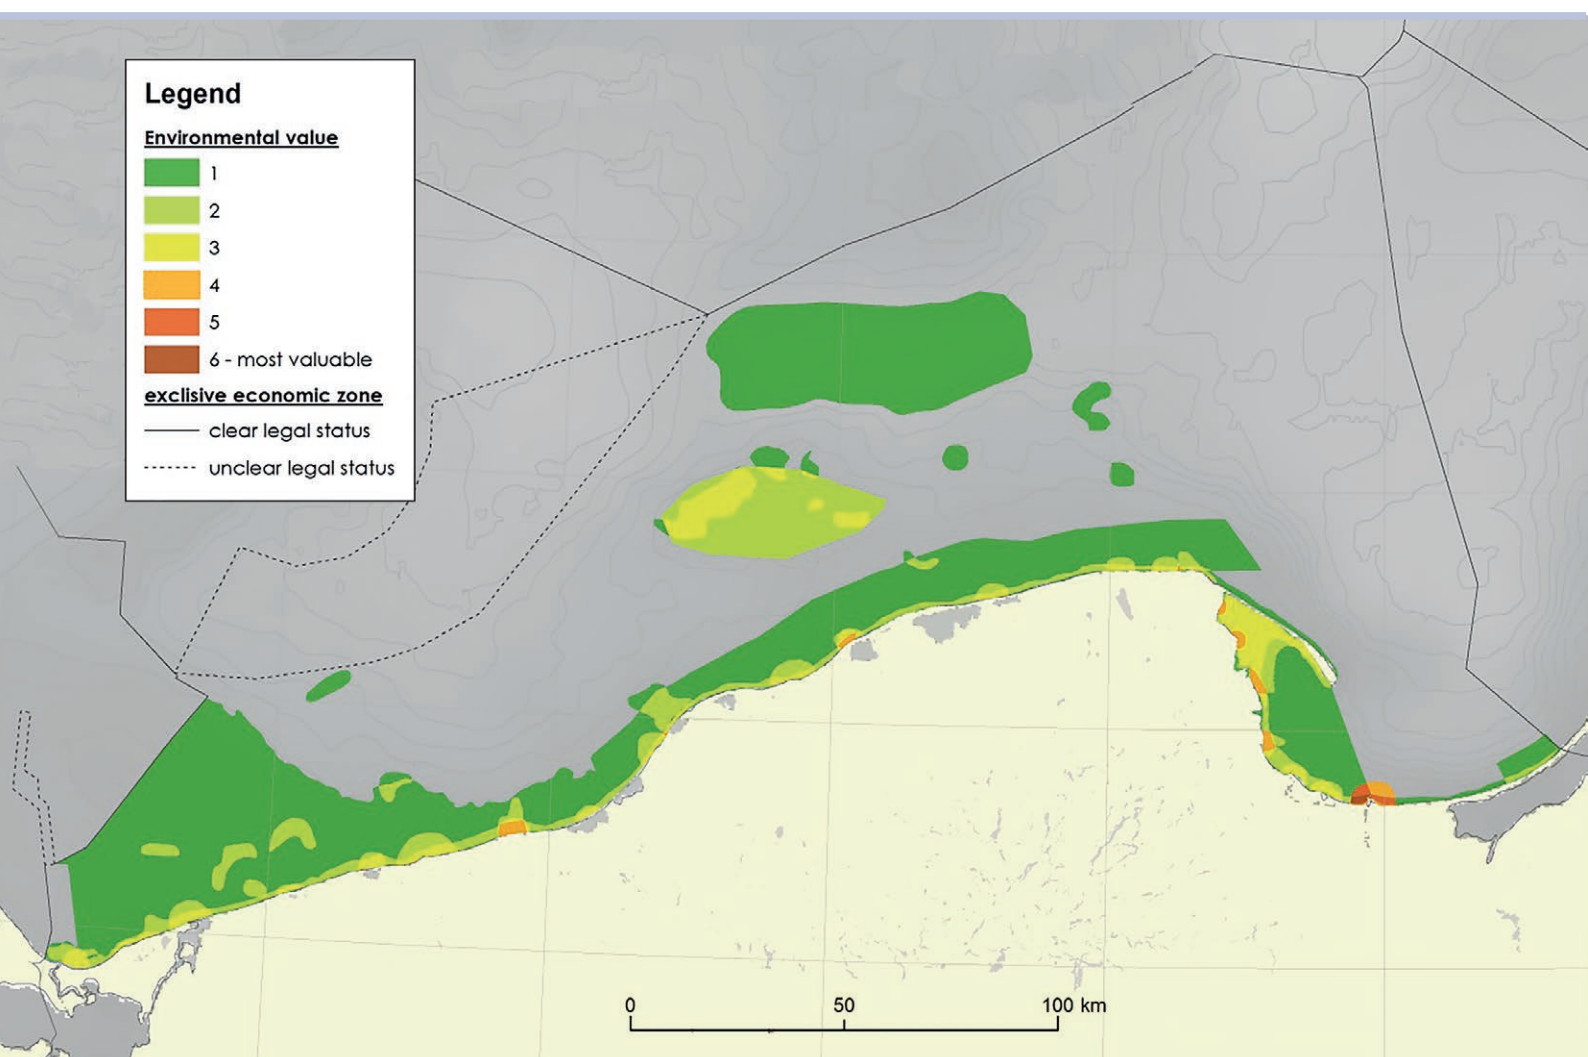 Legend
Environmental value
1
2
3
4
5
6 - most valuable
exclisive economic zone
clear legal status
unclear legal status
0 50 100 km